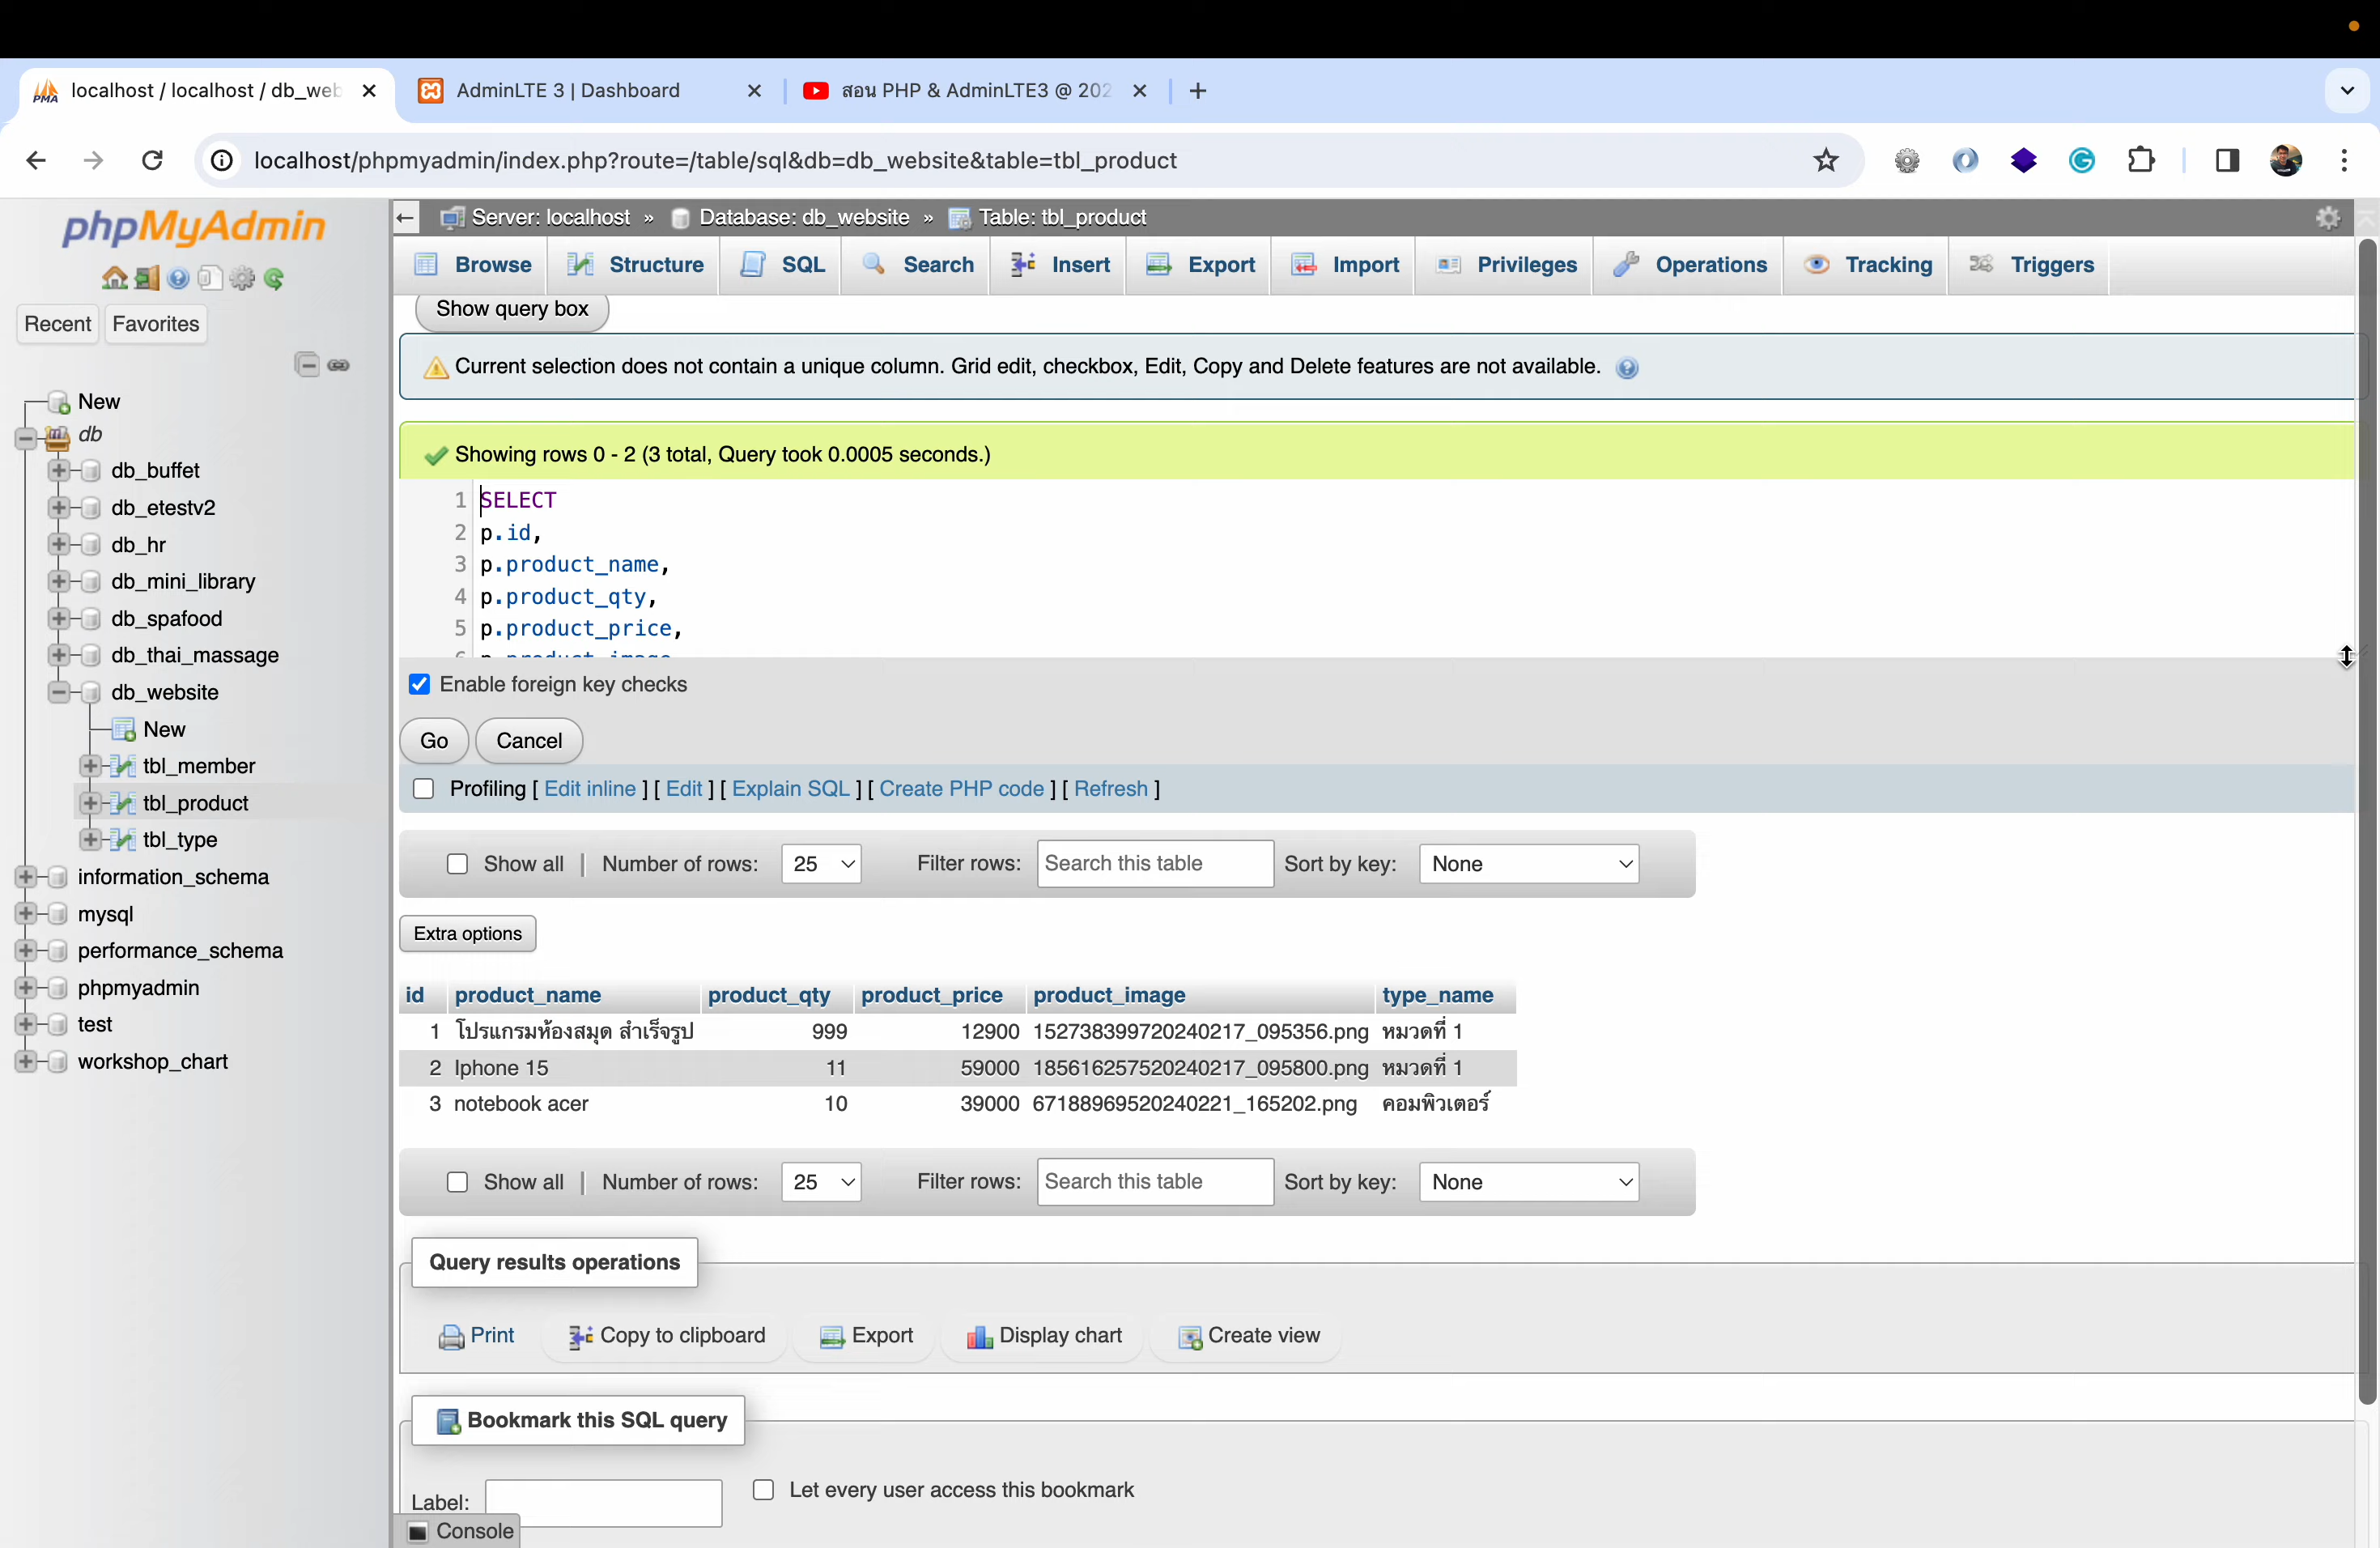 localhost / localhost / db_web
AdminLTE 3 | Dashboard
สอน PHP & AdminLTE3 @ 202
localhost/phpmyadmin/index.php?route=/table/sql&db=db_website&table=tbl_product
phpMyAdmin
Recent
Favorites
New
db
db_buffet
db_etestv2
db_hr
db_mini_library
db_spafood
db_thai_massage
db_website
New
tbl_member
tbl_product
tbl_type
information_schema
mysql
performance_schema
phpmyadmin
test
workshop_chart
Server: localhost » Database: db_website » Table: tbl_product
Browse Structure SQL Search Insert Export Import Privileges Operations Tracking Triggers
Show query box
Current selection does not contain a unique column. Grid edit, checkbox, Edit, Copy and Delete features are not available.
Showing rows 0 - 2 (3 total, Query took 0.0005 seconds.)
1 SELECT
2 p.id,
3 p.product_name,
4 p.product_qty,
5 p.product_price,
Enable foreign key checks
Go Cancel
Profiling [ Edit inline ] [ Edit ] [ Explain SQL ] [ Create PHP code ] [ Refresh ]
Show all | Number of rows: 25 Filter rows: Search this table Sort by key: None
Extra options
id product_name product_qty product_price product_image type_name
1 โปรแกรมห้องสมุด สำเร็จรูป 999 12900 152738399720240217_095356.png หมวดที่ 1
2 Iphone 15 11 59000 185616257520240217_095800.png หมวดที่ 1
3 notebook acer 10 39000 67188969520240221_165202.png คอมพิวเตอร์
Show all | Number of rows: 25 Filter rows: Search this table Sort by key: None
Query results operations
Print Copy to clipboard Export Display chart Create view
Bookmark this SQL query
Label: Let every user access this bookmark
Console